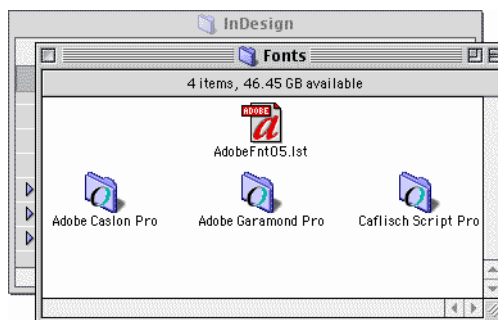 InDesign
Fonts
4 items, 46.45 GB available
ADOBE
a
AdobeFnt05.lst
Adobe Caslon Pro
Adobe Garamond Pro
Caflisch Script Pro